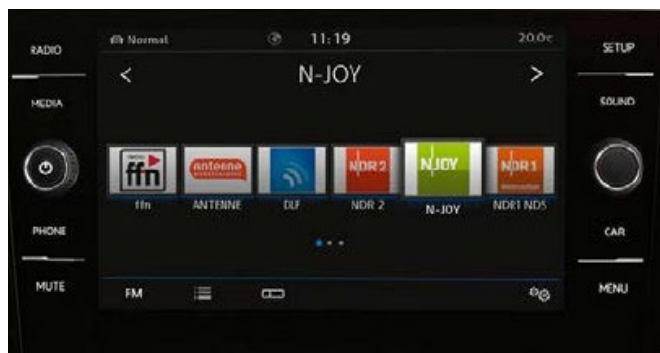 RADIO
MEDIA
PHONE
MUTE
Normal
11:19
20.0c
< N-JOY >
ffn
antenne
NDR 2
N-JOY
NDR 1
ffn
ANTENNE
DLF
NDR 2
N-JOY
NDR1 NDS
FM
SETUP
SOUND
CAR
MENU